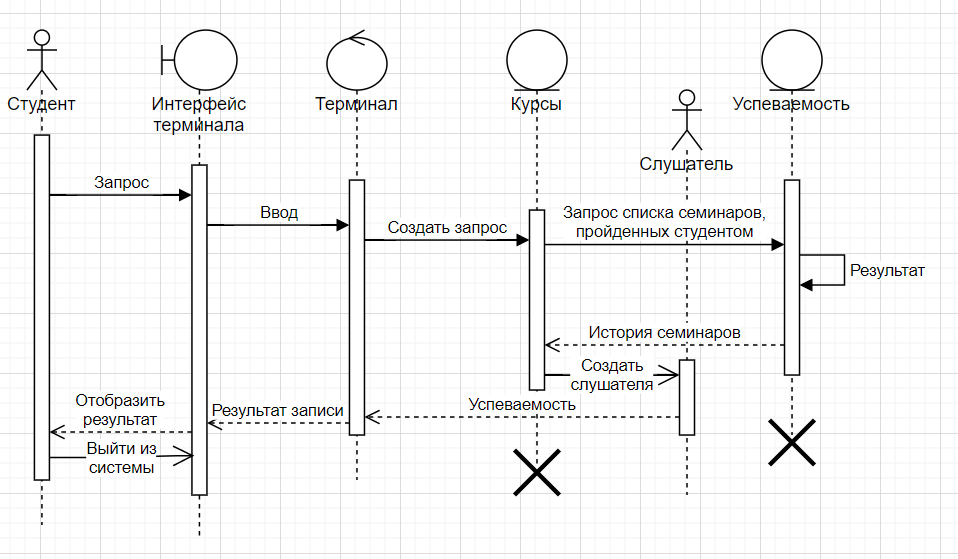 Студент
Интерфейс
терминала
Терминал
Курсы
Слушатель
Успеваемость
Запрос
Ввод
Создать запрос
Запрос списка семинаров,
пройденных студентом
Результат
История семинаров
Создать
слушателя
Успеваемость
Результат записи
Отобразить
результат
Выйти из
системы